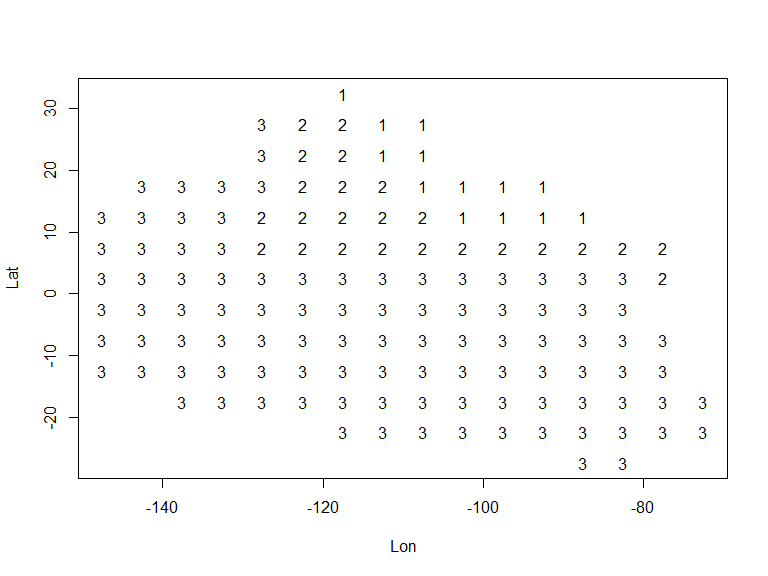 1
30
3 2 2 1 1
3 2 2 1 1
20
3 3 3 3 2 2 2 1 1 1 1
3 3 3 3 2 2 2 2 2 1 1 1 1
10
3 3 3 3 2 2 2 2 2 2 2 2 2 2 2
3 3 3 3 3 3 3 3 3 3 3 3 3 3 2
Lat
0
3 3 3 3 3 3 3 3 3 3 3 3 3 3
3 3 3 3 3 3 3 3 3 3 3 3 3 3 3
-10
3 3 3 3 3 3 3 3 3 3 3 3 3 3 3
3 3 3 3 3 3 3 3 3 3 3 3 3 3
-20
3 3 3 3 3 3 3 3 3 3
3 3
-140 -120 -100 -80
Lon